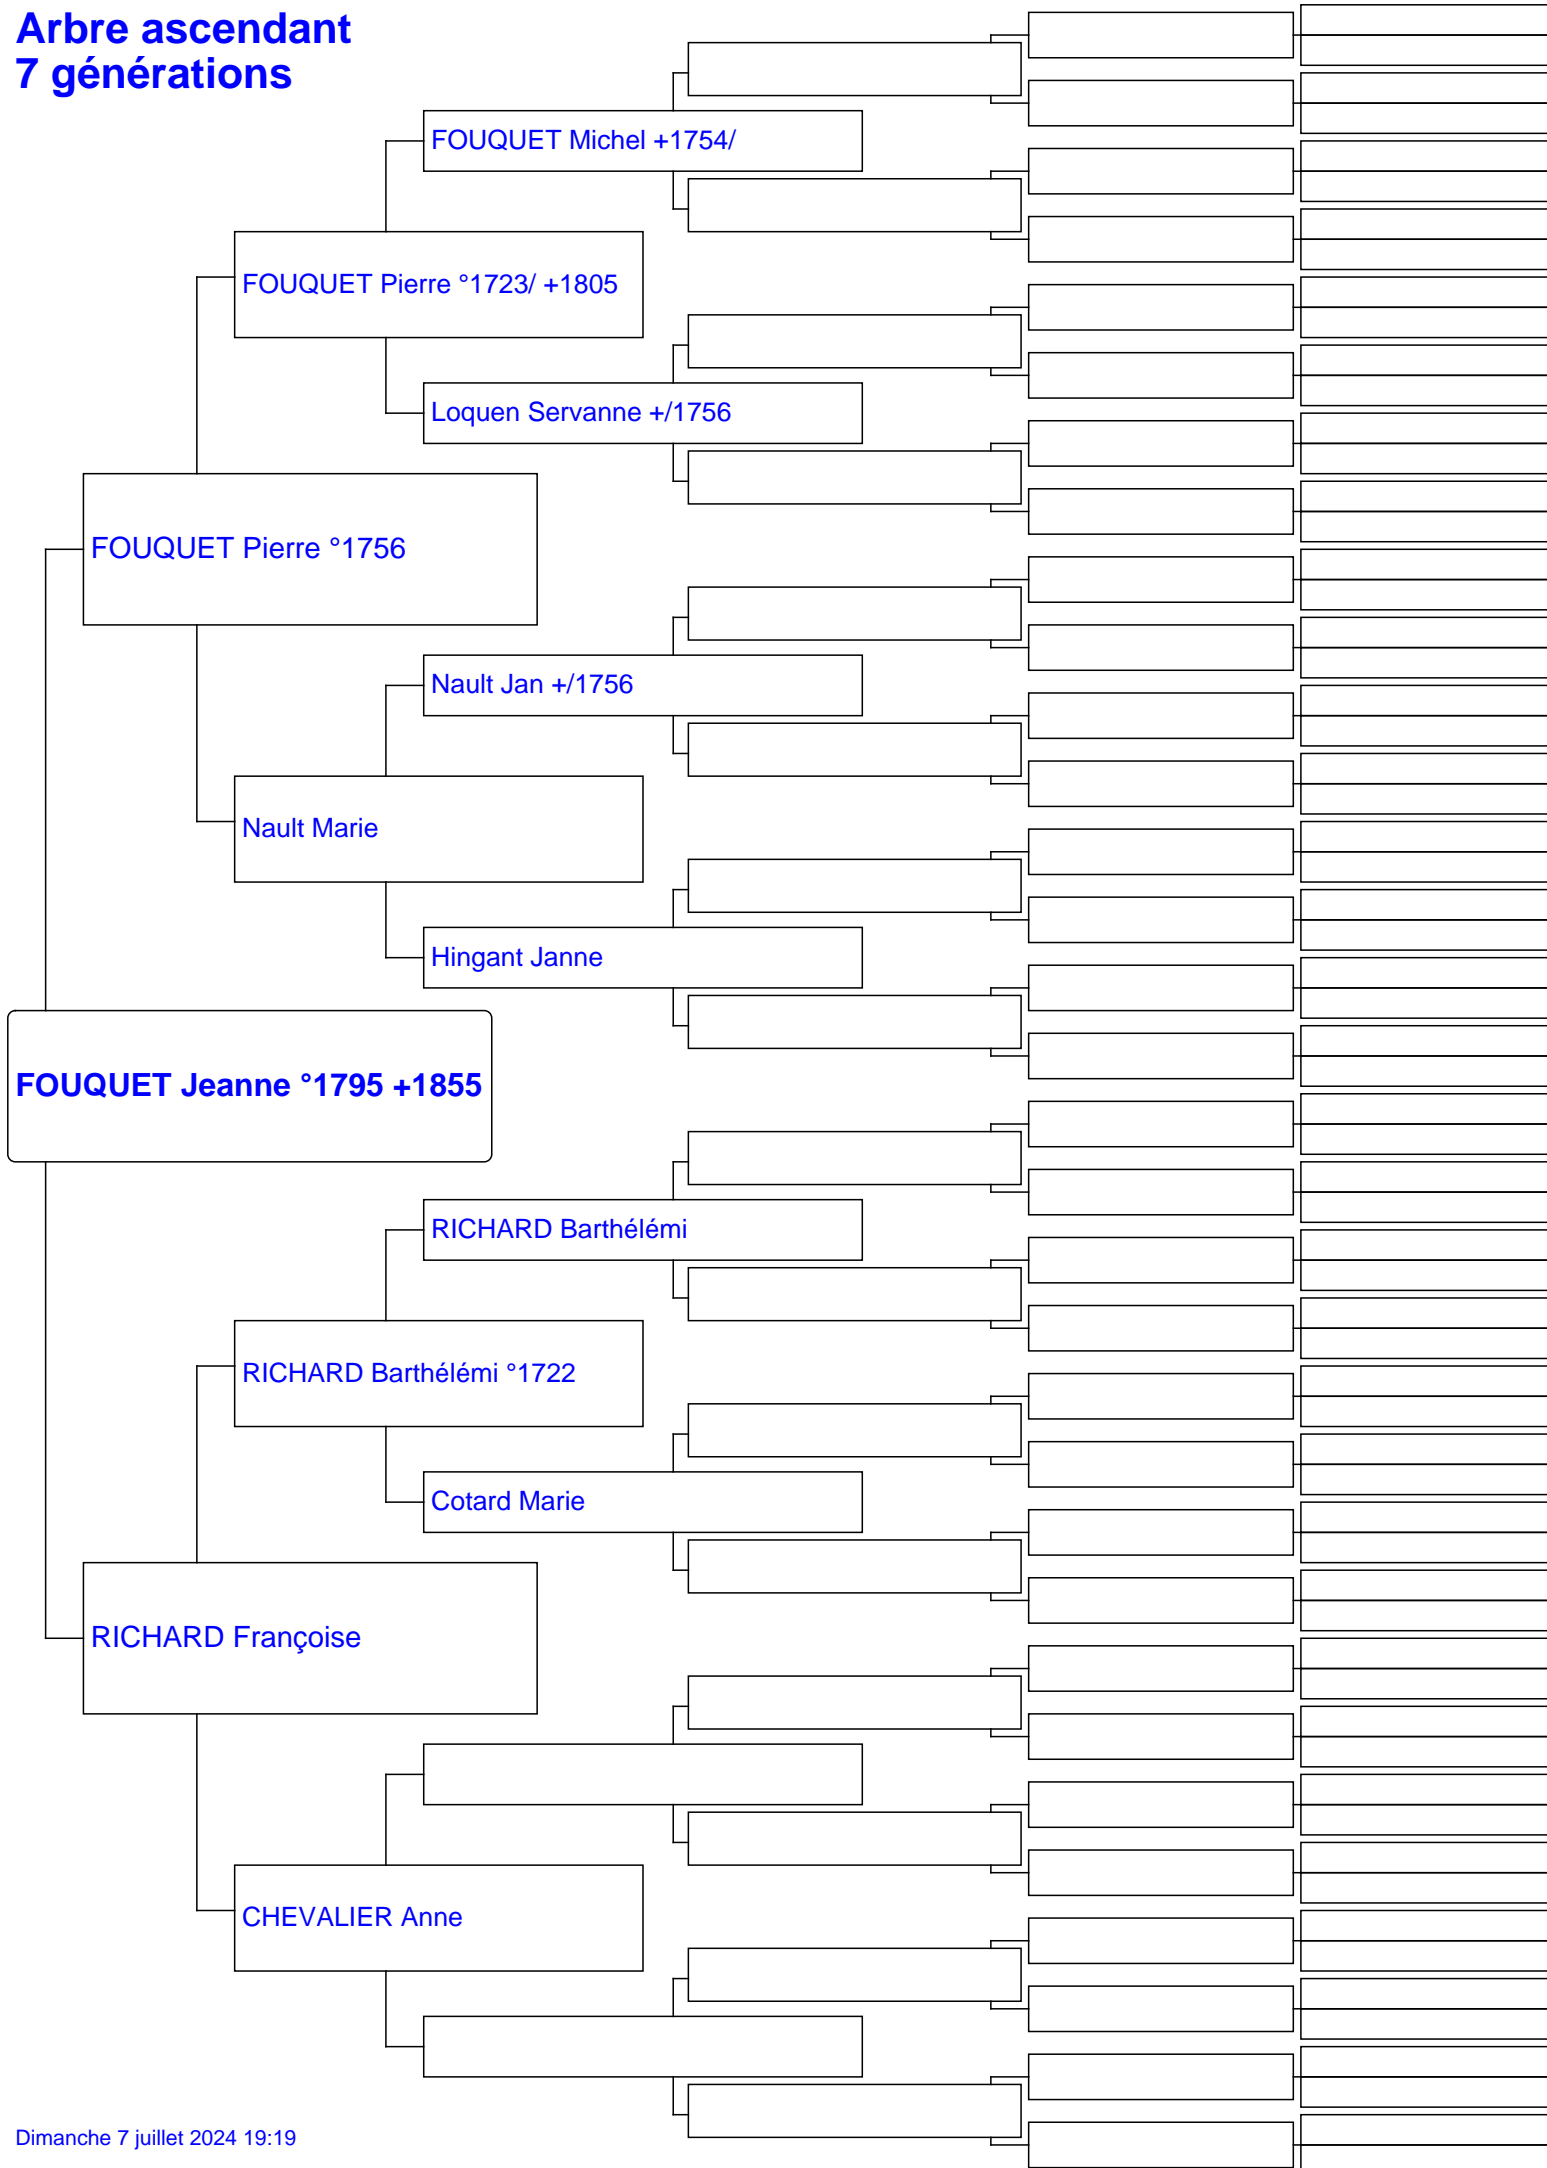 Arbre ascendant
7 générations
FOUQUET Michel +1754/
FOUQUET Pierre °1723/ +1805
Loquen Servanne +/1756
FOUQUET Pierre °1756
Nault Jan +/1756
Nault Marie
Hingant Janne
FOUQUET Jeanne °1795 +1855
RICHARD Barthélémi
RICHARD Barthélémi °1722
Cotard Marie
RICHARD Françoise
CHEVALIER Anne
Dimanche 7 juillet 2024 19:19